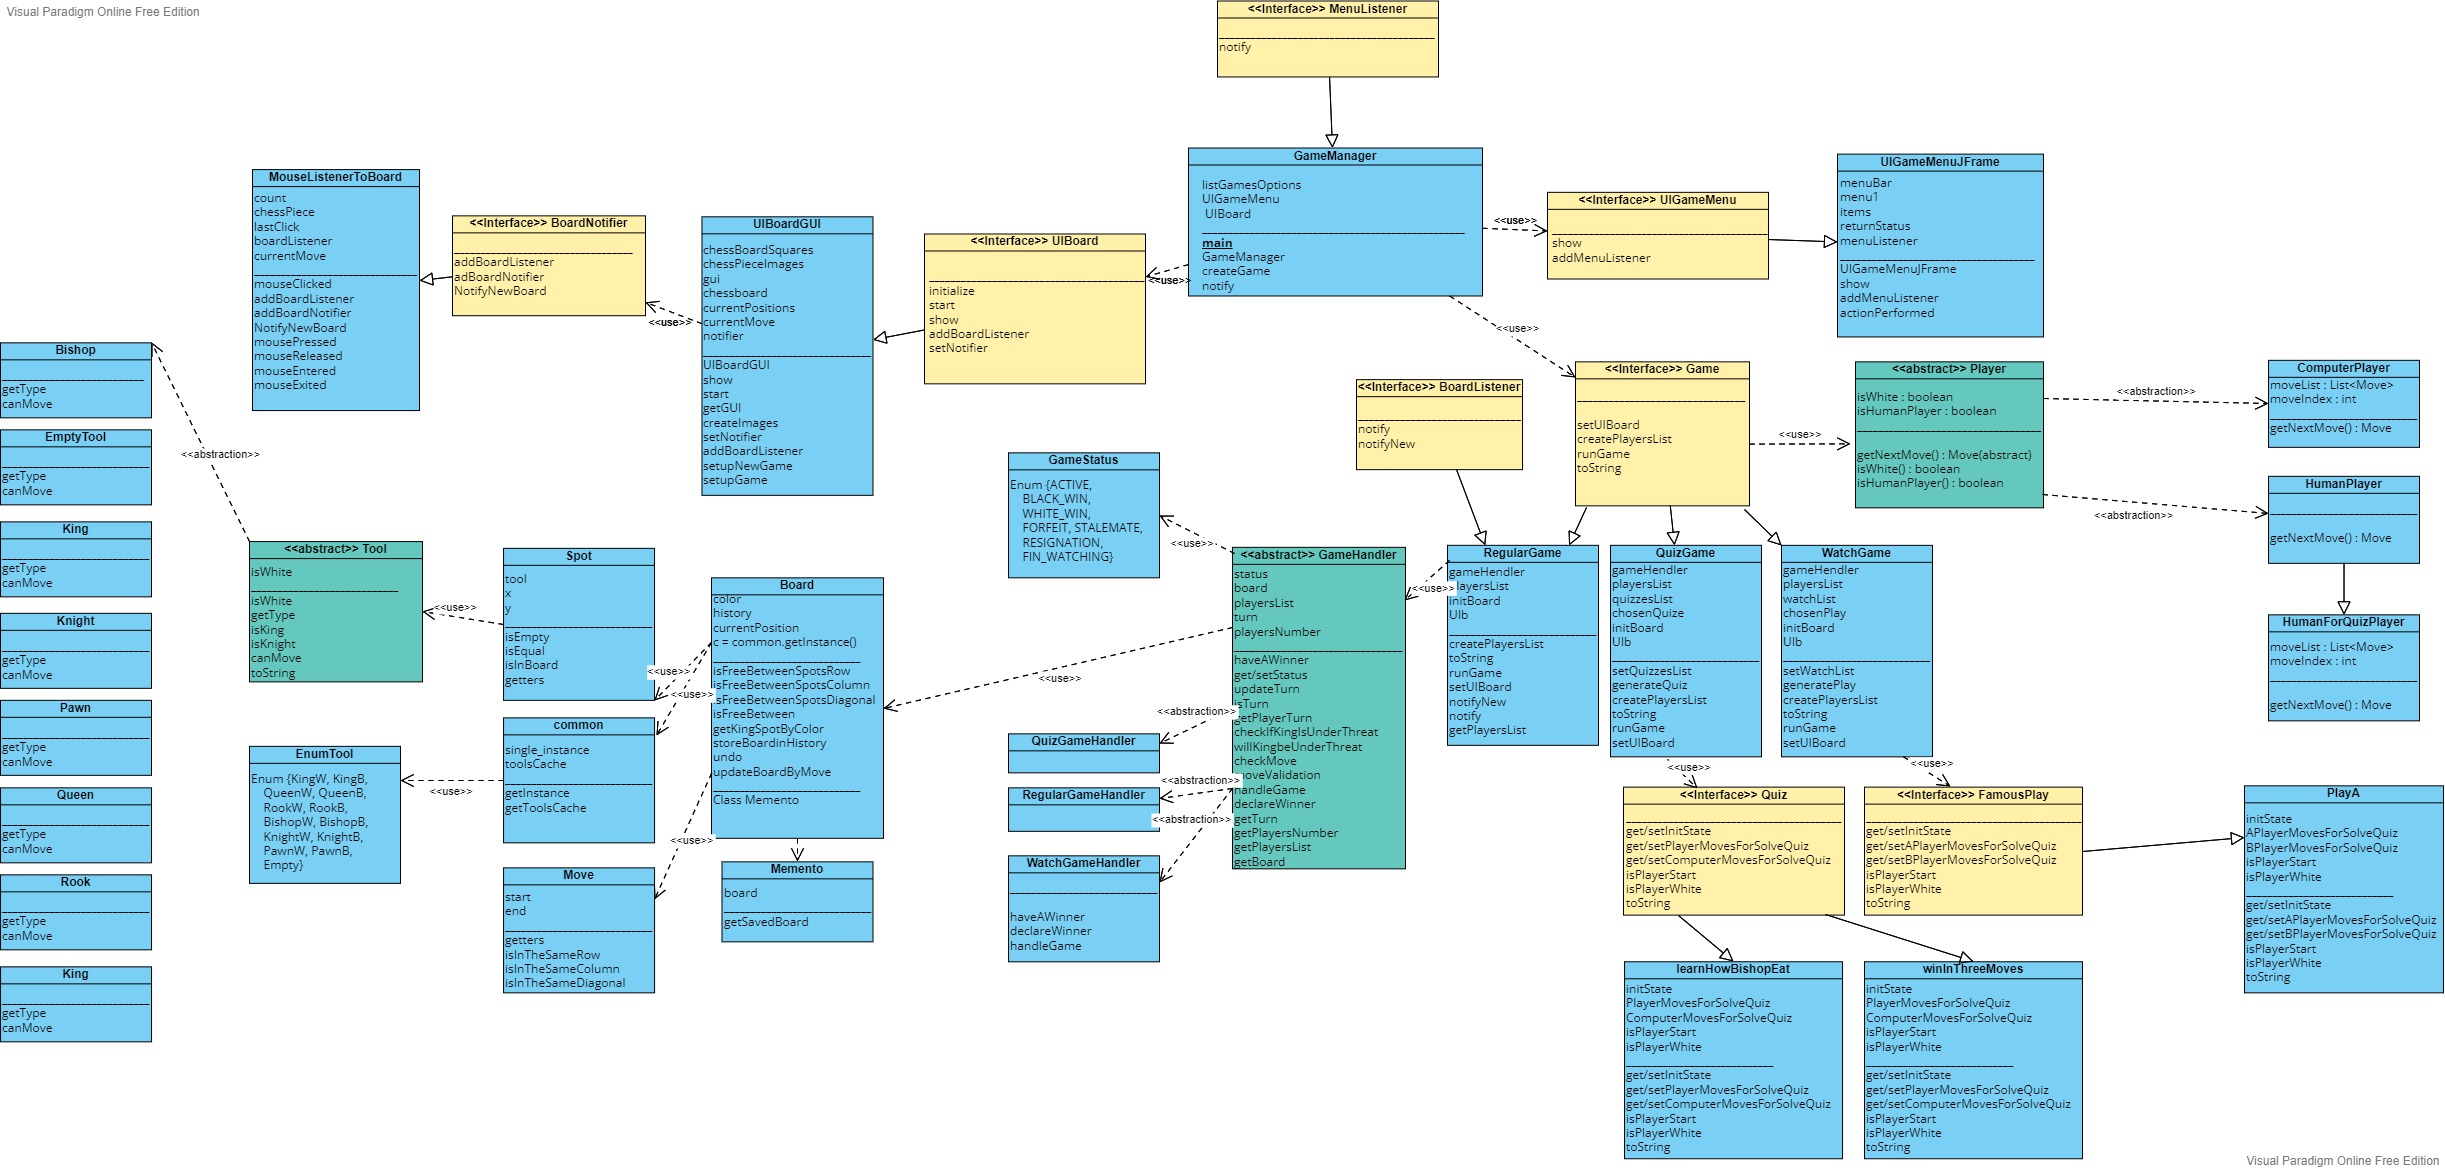 Visual Paradigm Online Free Edition
<<Interface>> MenuListener
notify
GameManager
listGamesOptions
UIGameMenu
UIBoard
main
GameManager
createGame
notify
<<use>>
<<use>>
<<use>>
<<Interface>> UIGameMenu
show
addMenuListener
UIGameMenuJFrame
menuBar
menu1
items
returnStatus
menuListener
UIGameMenuJFrame
show
addMenuListener
actionPerformed
MouseListenerToBoard
count
chessPiece
lastClick
boardListener
currentMove
mouseClicked
addBoardListener
addBoardNotifier
NotifyNewBoard
mousePressed
mouseReleased
mouseEntered
mouseExited
<<Interface>> BoardNotifier
addBoardListener
adBoardNotifier
NotifyNewBoard
<<use>>
UIBoardGUI
chessBoardSquares
chessPieceImages
gui
chessboard
currentPositions
currentMove
notifier
UIBoardGUI
show
start
getGUI
createImages
setNotifier
addBoardListener
setupNewGame
setupGame
<<Interface>> UIBoard
initialize
start
show
addBoardListener
setNotifier
<<Interface>> BoardListener
notify
notifyNew
<<Interface>> Game
setUIBoard
createPlayersList
runGame
toString
<<use>>
<<abstract>> Player
isWhite : boolean
isHumanPlayer : boolean
getNextMove() : Move(abstract)
isWhite() : boolean
isHumanPlayer() : boolean
<<abstraction>>
<<abstraction>>
ComputerPlayer
moveList : List<Move>
moveIndex : int
getNextMove() : Move
HumanPlayer
getNextMove() : Move
HumanForQuizPlayer
moveList : List<Move>
moveIndex : int
getNextMove() : Move
Bishop
getType
canMove
EmptyTool
getType
canMove
King
getType
canMove
Knight
getType
canMove
Pawn
getType
canMove
Queen
getType
canMove
Rook
getType
canMove
King
getType
canMove
<<abstraction>>
<<abstract>> Tool
isWhite
isWhite
getType
isKing
isKnight
canMove
toString
<<use>>
EnumTool
Enum {KingW, KingB,
QueenW, QueenB,
RookW, RookB,
BishopW, BishopB,
KnightW, KnightB,
PawnW, PawnB,
Empty}
<<use>>
Spot
tool
x
y
isEmpty
isEqual
isInBoard
getters
common
single_instance
toolsCache
getInstance
getToolsCache
Move
start
end
getters
isInTheSameRow
isInTheSameColumn
isInTheSameDiagonal
<<use>>
<<use>>
<<use>>
Board
color
history
currentPosition
c = common.getInstance()
isFreeBetweenSpotsRow
isFreeBetweenSpotsColumn
isFreeBetweenSpotsDiagonal
isFreeBetween
getKingSpotByColor
storeBoardinHistory
undo
updateBoardByMove
Class Memento
Memento
board
getSavedBoard
<<use>>
GameStatus
Enum {ACTIVE,
BLACK_WIN,
WHITE_WIN,
FORFEIT, STALEMATE,
RESIGNATION,
FIN_WATCHING}
<<use>>
QuizGameHandler
RegularGameHandler
WatchGameHandler
haveAWinner
declareWinner
handleGame
<<abstraction>>
<<abstraction>>
<<abstraction>>
<<abstract>> GameHandler
status
board
playersList
turn
playersNumber
haveAWinner
get/setStatus
updateTurn
isTurn
getPlayerTurn
checkIfKingIsUnderThreat
willKingbeUnderThreat
checkMove
moveValidation
handleGame
declareWinner
getTurn
getPlayersNumber
getPlayersList
getBoard
<<use>>
RegularGame
gameHendler
playersList
initBoard
UIb
createPlayersList
toString
runGame
setUIBoard
notifyNew
notify
getPlayersList
QuizGame
gameHendler
playersList
quizzesList
chosenQuize
initBoard
UIb
setQuizzesList
generateQuiz
createPlayersList
toString
runGame
setUIBoard
WatchGame
gameHendler
playersList
watchList
chosenPlay
initBoard
UIb
setWatchList
generatePlay
createPlayersList
toString
runGame
setUIBoard
<<use>>
<<use>>
<<Interface>> Quiz
get/setInitState
get/setPlayerMovesForSolveQuiz
get/setComputerMovesForSolveQuiz
isPlayerStart
isPlayerWhite
toString
<<Interface>> FamousPlay
get/setInitState
get/setAPlayerMovesForSolveQuiz
get/setBPlayerMovesForSolveQuiz
isPlayerStart
isPlayerWhite
toString
PlayA
initState
APlayerMovesForSolveQuiz
BPlayerMovesForSolveQuiz
isPlayerStart
isPlayerWhite
get/setInitState
get/setAPlayerMovesForSolveQuiz
get/setBPlayerMovesForSolveQuiz
isPlayerStart
isPlayerWhite
toString
learnHowBishopEat
initState
PlayerMovesForSolveQuiz
ComputerMovesForSolveQuiz
isPlayerStart
isPlayerWhite
get/setInitState
get/setPlayerMovesForSolveQuiz
get/setComputerMovesForSolveQuiz
isPlayerStart
isPlayerWhite
toString
winInThreeMoves
initState
PlayerMovesForSolveQuiz
ComputerMovesForSolveQuiz
isPlayerStart
isPlayerWhite
get/setInitState
get/setPlayerMovesForSolveQuiz
get/setComputerMovesForSolveQuiz
isPlayerStart
isPlayerWhite
toString
Visual Paradigm Online Free Edition